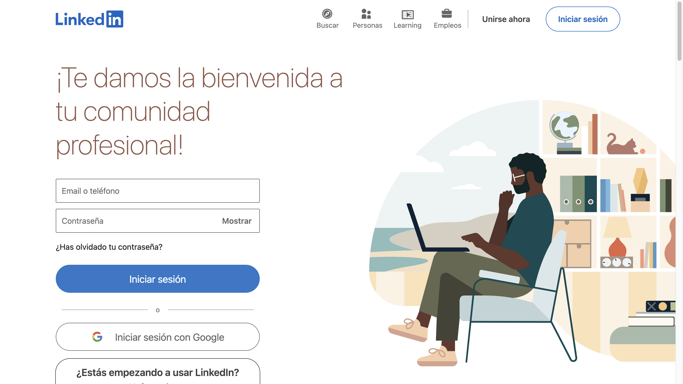 LinkedIn
Buscar
Personas
Learning
Empleos
Unirse ahora
Iniciar sesión
¡Te damos la bienvenida a
tu comunidad
profesional!
Email o teléfono
Contraseña Mostrar
¿Has olvidado tu contraseña?
Iniciar sesión
o
Iniciar sesión con Google
¿Estás empezando a usar LinkedIn?